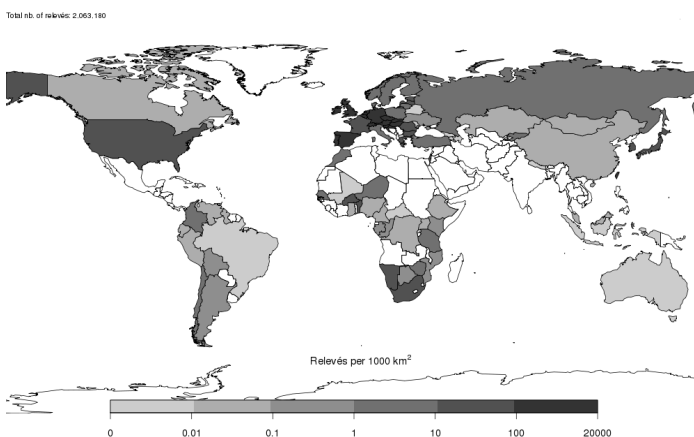 Total nb. of relevés: 2.063.180
Relevés per 1000 km²
0 0.01 0.1 1 10 100 20000